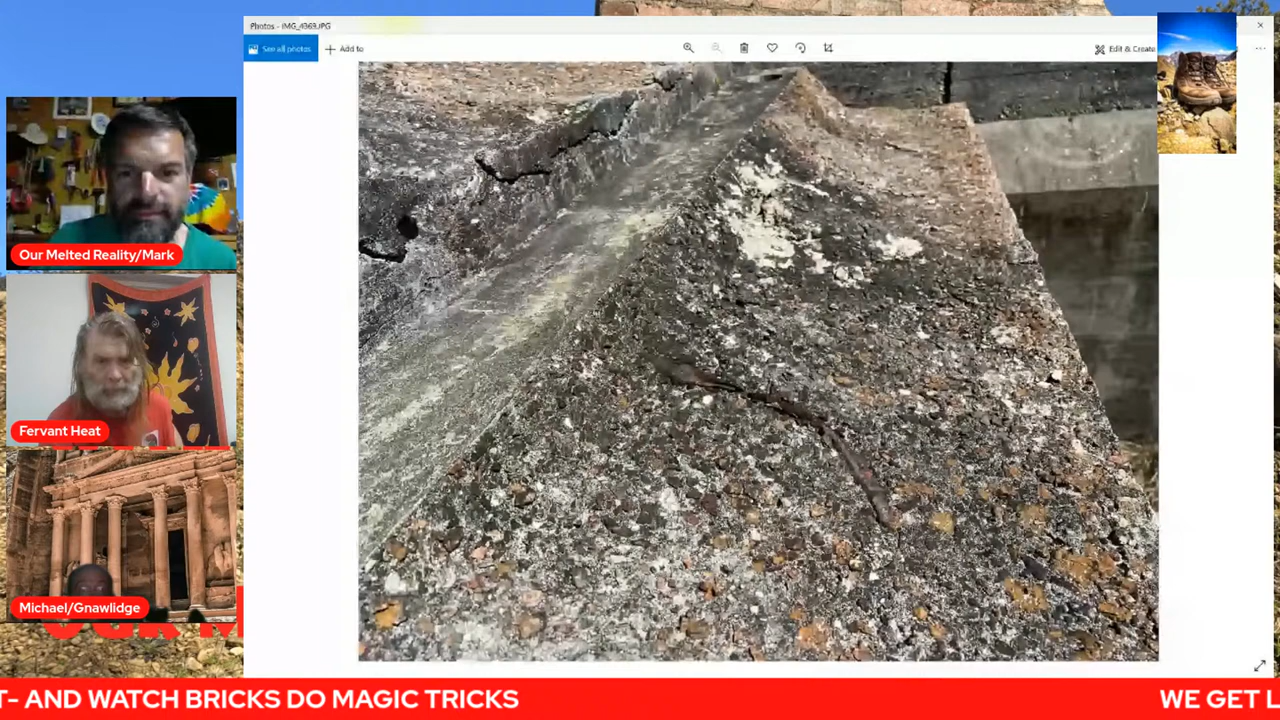 Photos - IMG_4369.JPG
See all photos
Add to
Edit & Create
Our Melted Reality/Mark
Fervant Heat
Michael/Gnawlidge
T- AND WATCH BRICKS DO MAGIC TRICKS
WE GET L